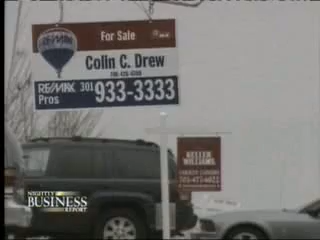 For Sale
RE/MAX
Colin C. Drew
RE/MAX 301 933-3333
Pros
KELLER
WILLIAMS
NIGHTLY
BUSINESS
REPORT